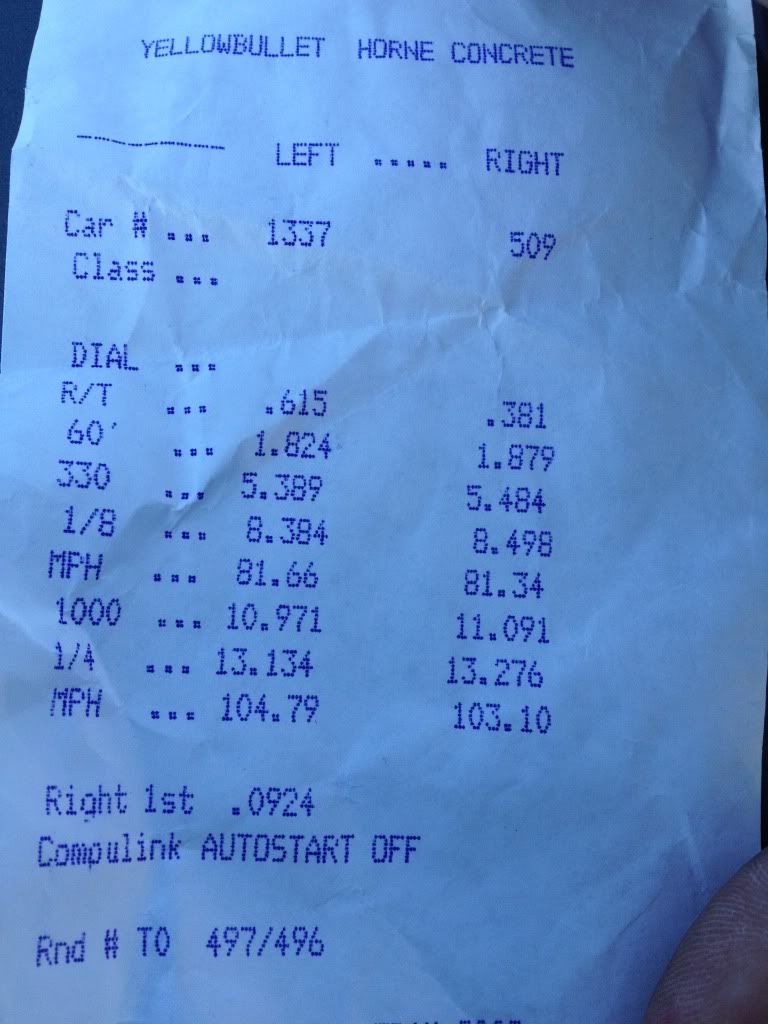 YELLOWBULLET HORNE CONCRETE
LEFT ..... RIGHT
Car # ... 1337 509
Class ...
DIAL ...
R/T ... .615 .381
60' ... 1.824 1.879
330 ... 5.389 5.484
1/8 ... 8.384 8.498
MPH ... 81.66 81.34
1000 ... 10.971 11.091
1/4 ... 13.134 13.276
MPH ... 104.79 103.10
Right 1st .0924
Compulink AUTOSTART OFF
Rnd # TO 497/496